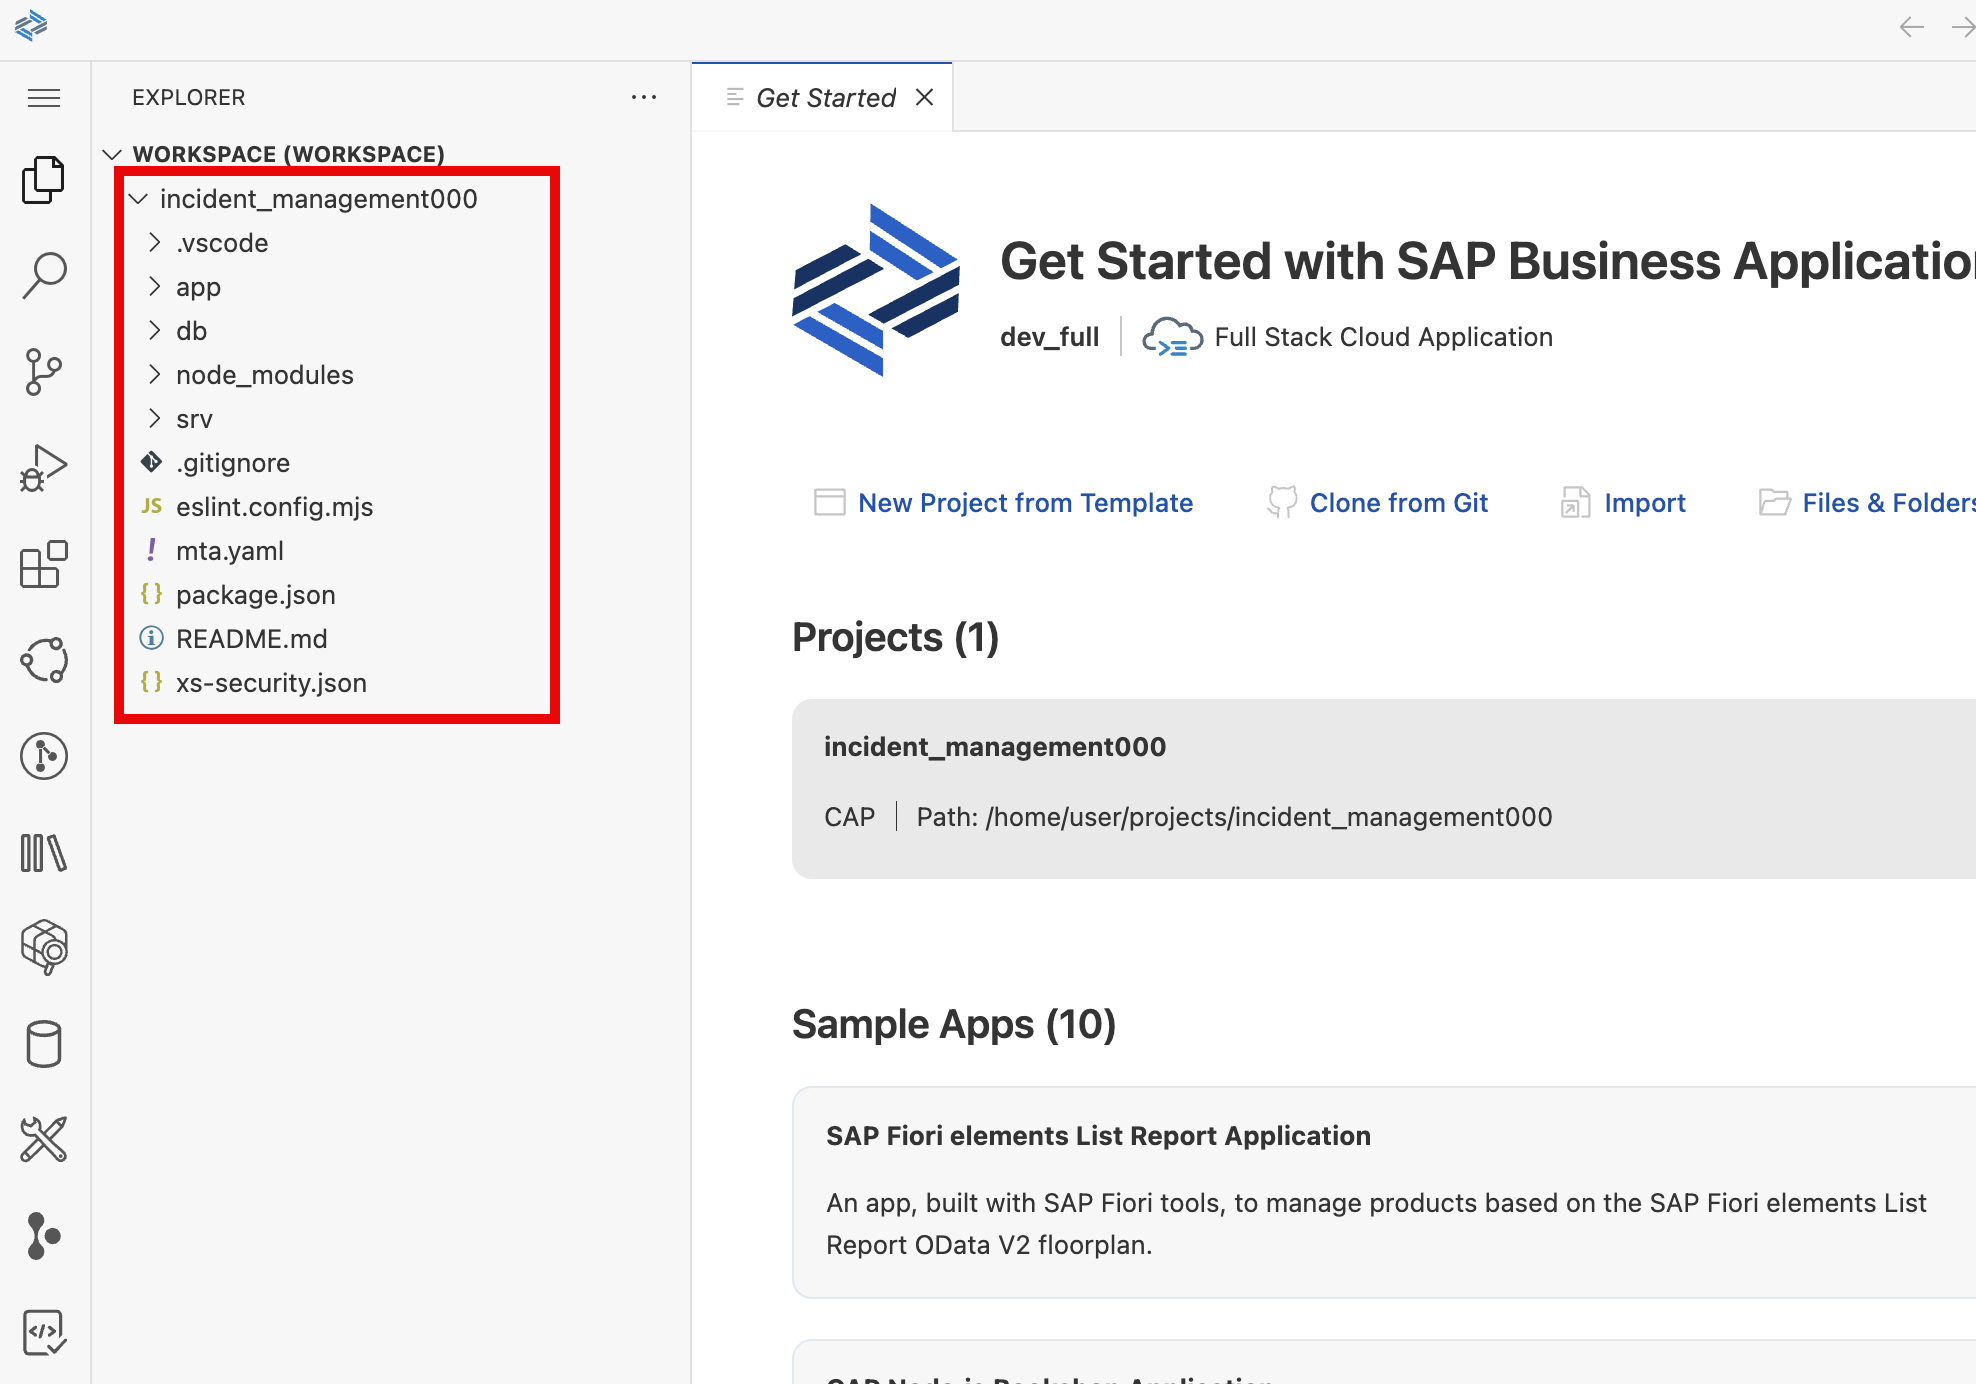 EXPLORER
WORKSPACE (WORKSPACE)
incident_management000
.vscode
app
db
node_modules
srv
.gitignore
JS eslint.config.mjs
! mta.yaml
{} package.json
README.md
{} xs-security.json
Get Started
Get Started with SAP Business Application
dev_full
Full Stack Cloud Application
New Project from Template
Clone from Git
Import
Files & Folders
Projects (1)
incident_management000
CAP
Path: /home/user/projects/incident_management000
Sample Apps (10)
SAP Fiori elements List Report Application
An app, built with SAP Fiori tools, to manage products based on the SAP Fiori elements List
Report OData V2 floorplan.